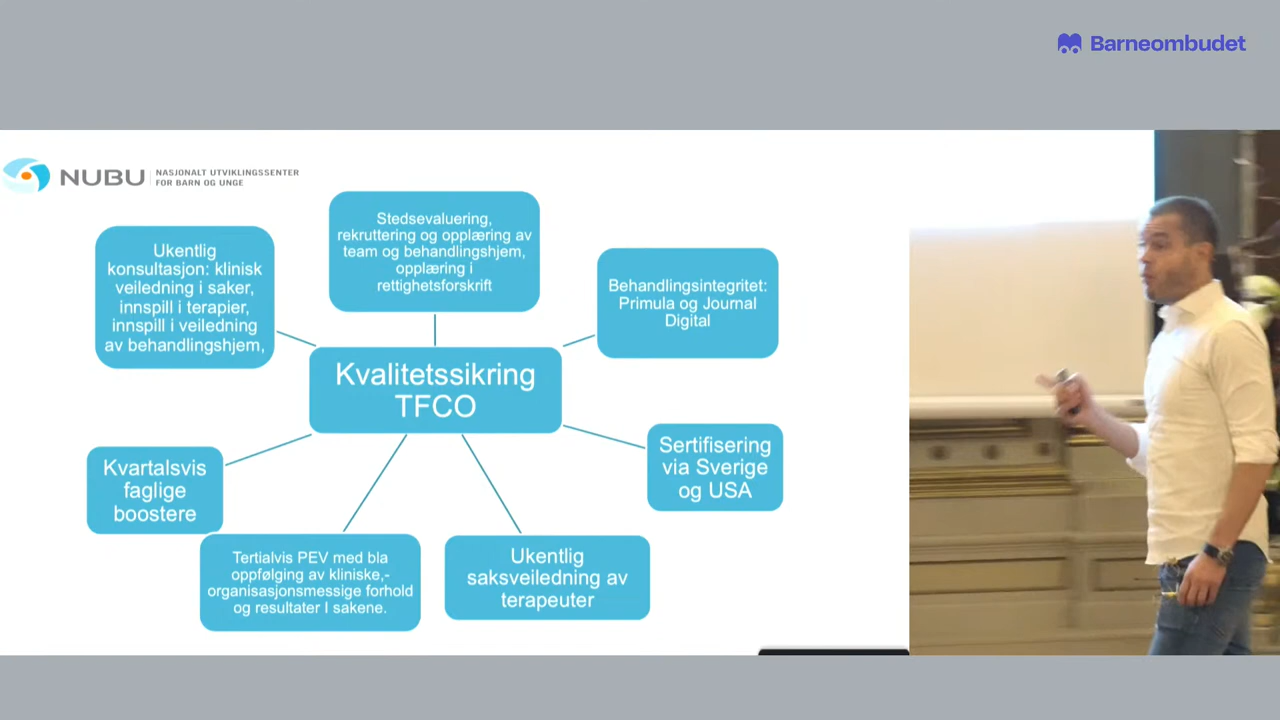 Barneombudet
NUBU
NASJONALT UTVIKLINGSSENTER
FOR BARN OG UNGE
Stedsevaluering,
rekruttering og opplæring av
team og behandlingshjem,
opplæring i
rettighetsforskrift
Ukentlig
konsultasjon: klinisk
veiledning i saker,
innspill i terapier,
innspill i veiledning
av behandlingshjem,
Behandlingsintegritet:
Primula og Journal
Digital
Kvalitetssikring
TFCO
Sertifisering
via Sverige
og USA
Kvartalsvis
faglige
boostere
Tertialvis PEV med bla
oppfølging av kliniske,-
organisasjonsmessige forhold
og resultater I sakene.
Ukentlig
saksveiledning av
terapeuter